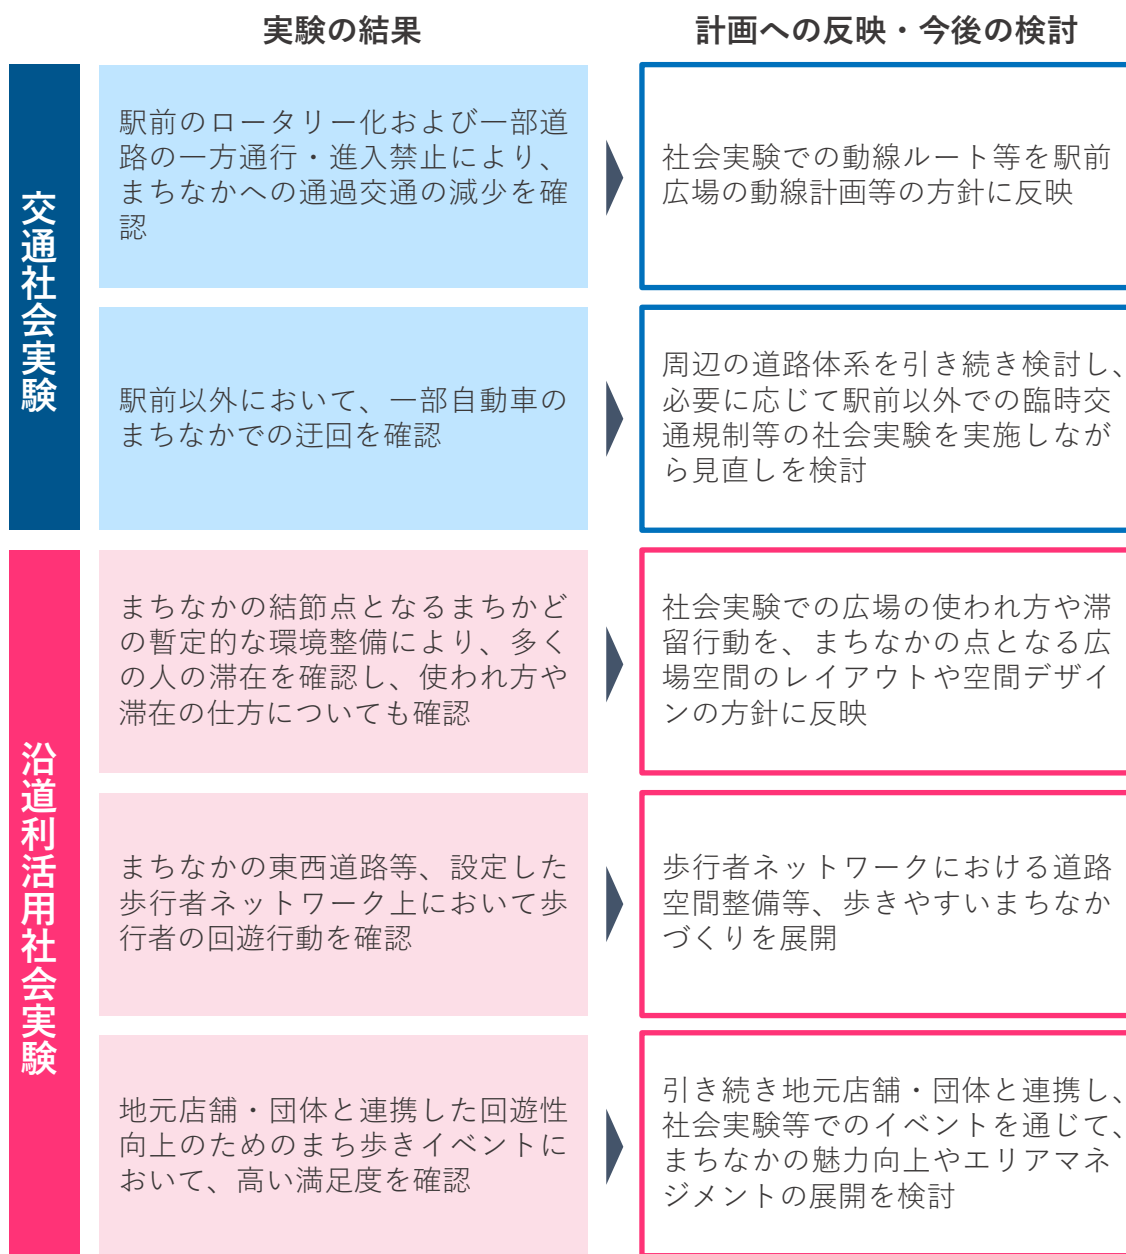 実験の結果
計画への反映・今後の検討
交通社会実験
駅前のロータリー化および一部道
路の一方通行・進入禁止により、
まちなかへの通過交通の減少を確
認
社会実験での動線ルート等を駅前
広場の動線計画等の方針に反映
駅前以外において、一部自動車の
まちなかでの迂回を確認
周辺の道路体系を引き続き検討し、
必要に応じて駅前以外での臨時交
通規制等の社会実験を実施しなが
ら見直しを検討
沿道利活用社会実験
まちなかの結節点となるまちかど
の暫定的な環境整備により、多く
の人の滞在を確認し、使われ方や
滞在の仕方についても確認
社会実験での広場の使われ方や滞
留行動を、まちなかの点となる広
場空間のレイアウトや空間デザイ
ンの方針に反映
まちなかの東西道路等、設定した
歩行者ネットワーク上において歩
行者の回遊行動を確認
歩行者ネットワークにおける道路
空間整備等、歩きやすいまちなか
づくりを展開
地元店舗・団体と連携した回遊性
向上のためのまち歩きイベントに
おいて、高い満足度を確認
引き続き地元店舗・団体と連携し、
社会実験等でのイベントを通じて、
まちなかの魅力向上やエリアマネ
ジメントの展開を検討